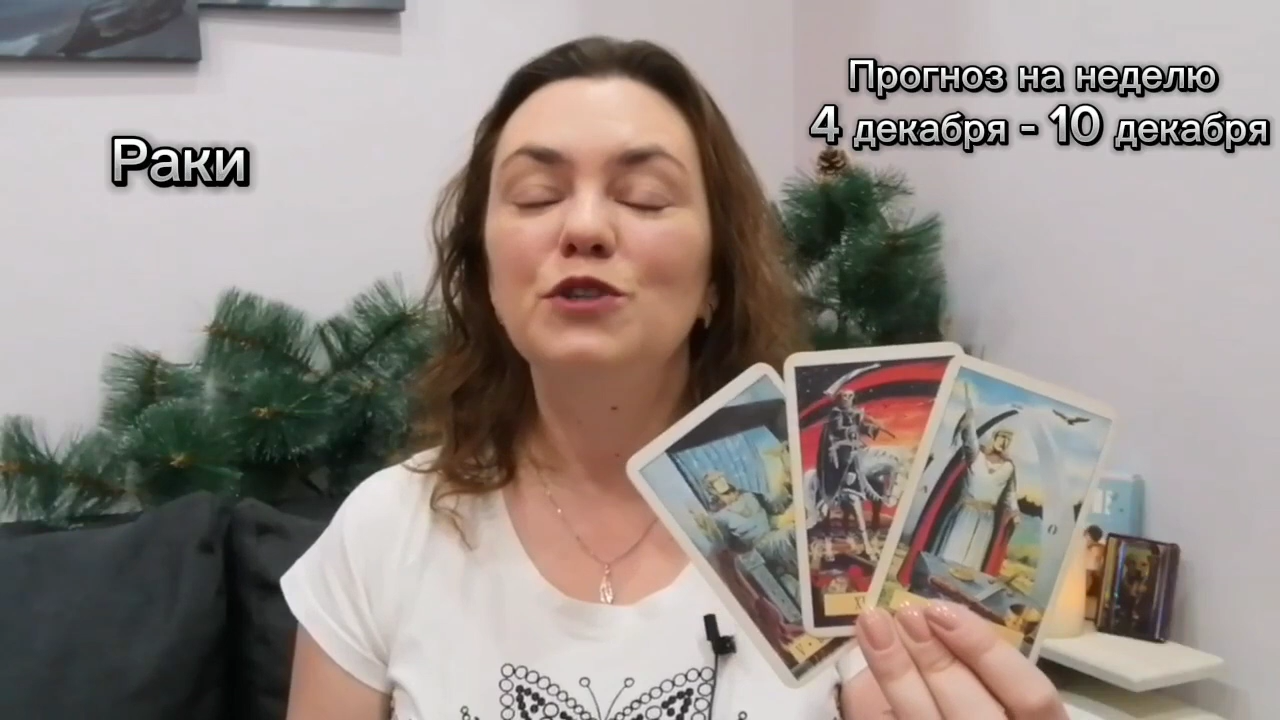 Раки
Прогноз на неделю
4 декабря - 10 декабря